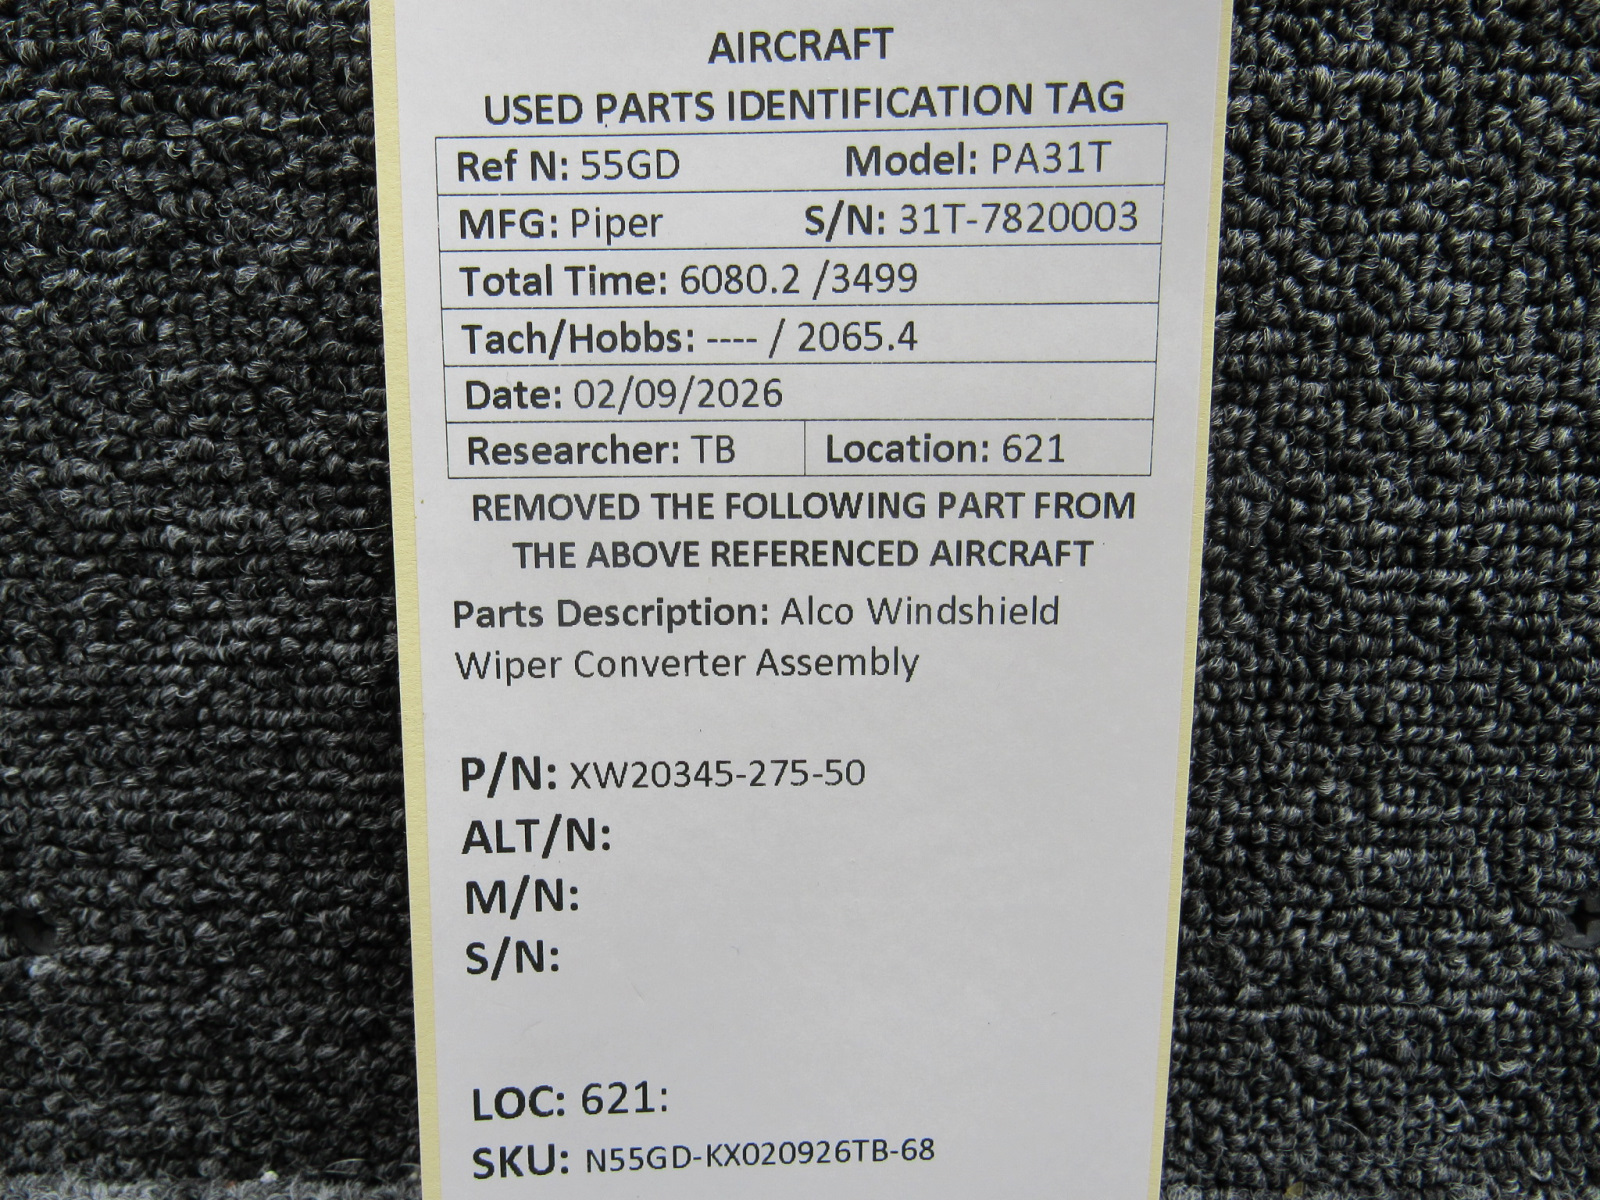 AIRCRAFT
USED PARTS IDENTIFICATION TAG
Ref N: 55GD Model: PA31T
MFG: Piper S/N: 31T-7820003
Total Time: 6080.2 /3499
Tach/Hobbs: ---- / 2065.4
Date: 02/09/2026
Researcher: TB Location: 621
REMOVED THE FOLLOWING PART FROM
THE ABOVE REFERENCED AIRCRAFT
Parts Description: Alco Windshield
Wiper Converter Assembly
P/N: XW20345-275-50
ALT/N:
M/N:
S/N:
LOC: 621:
SKU: N55GD-KX020926TB-68